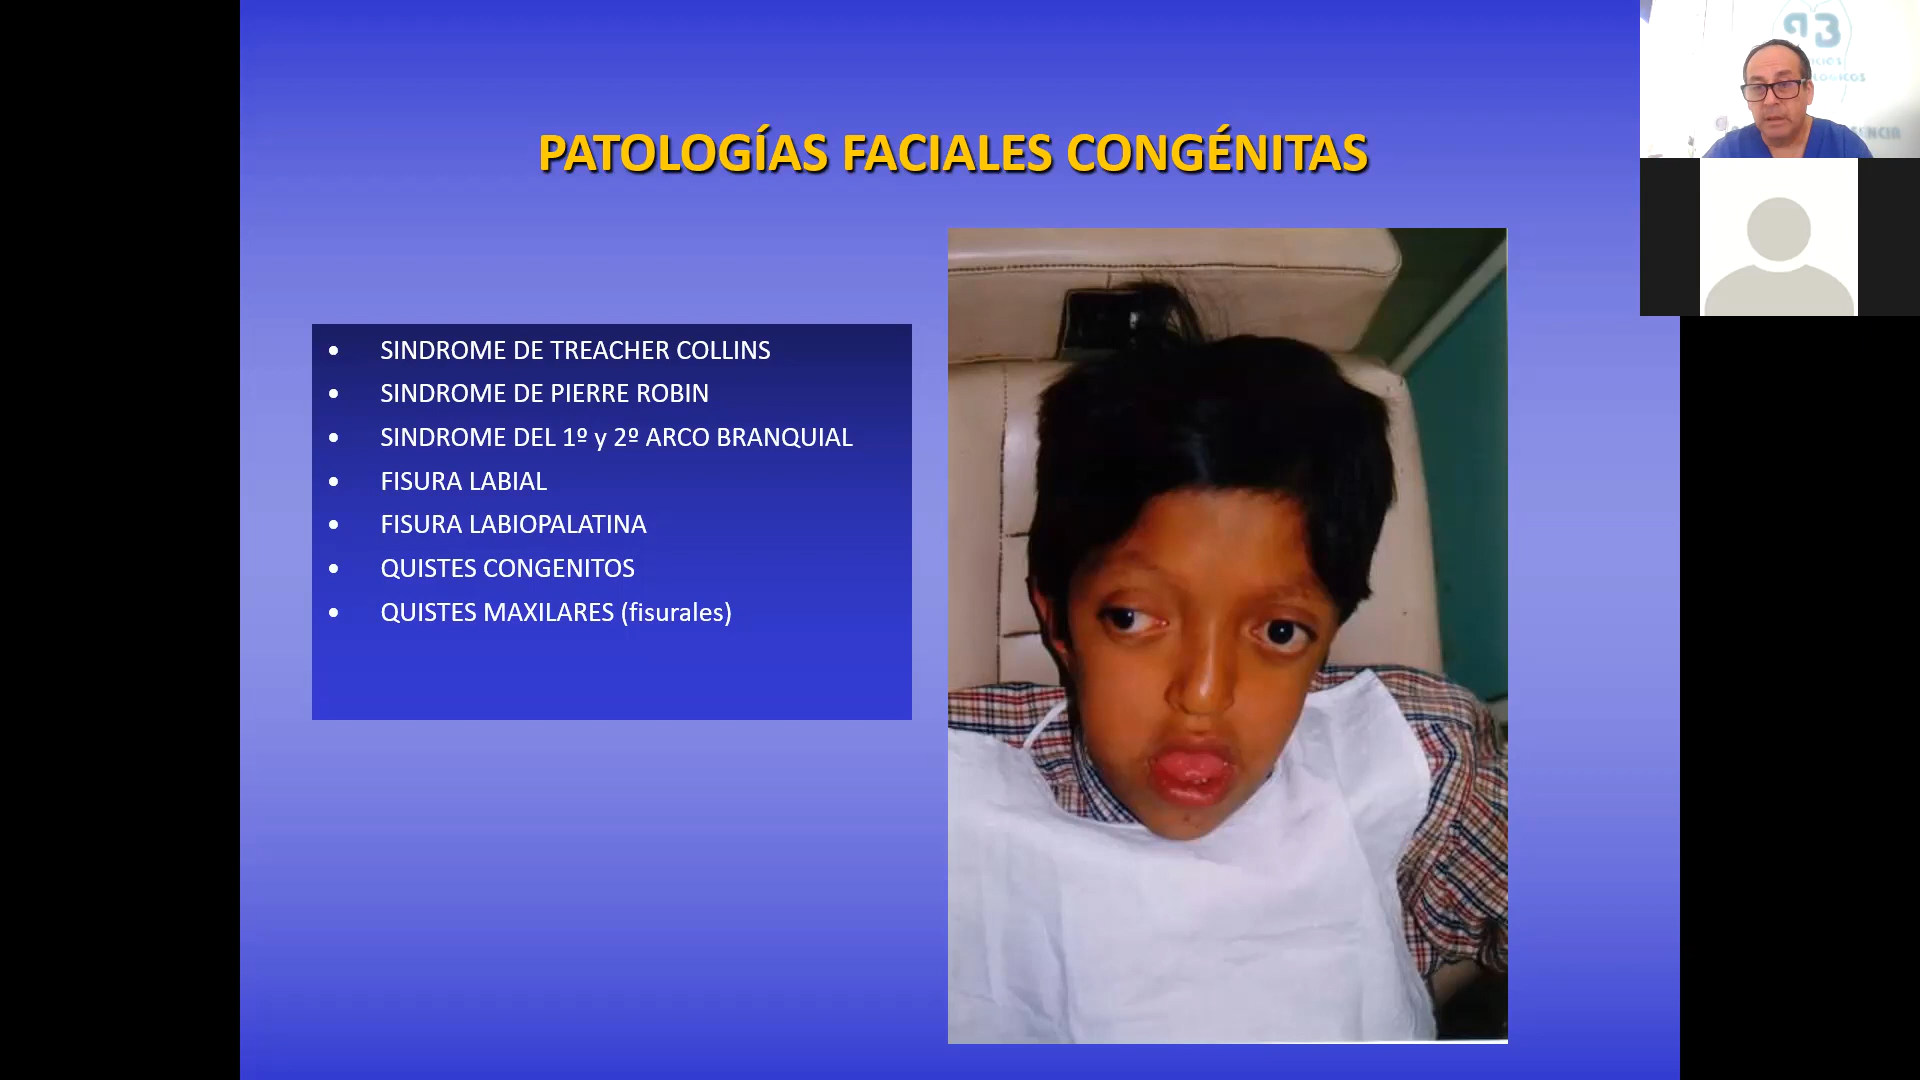 PATOLOGÍAS FACIALES CONGÉNITAS
• SINDROME DE TREACHER COLLINS
• SINDROME DE PIERRE ROBIN
• SINDROME DEL 1º y 2º ARCO BRANQUIAL
• FISURA LABIAL
• FISURA LABIOPALATINA
• QUISTES CONGENITOS
• QUISTES MAXILARES (fisurales)